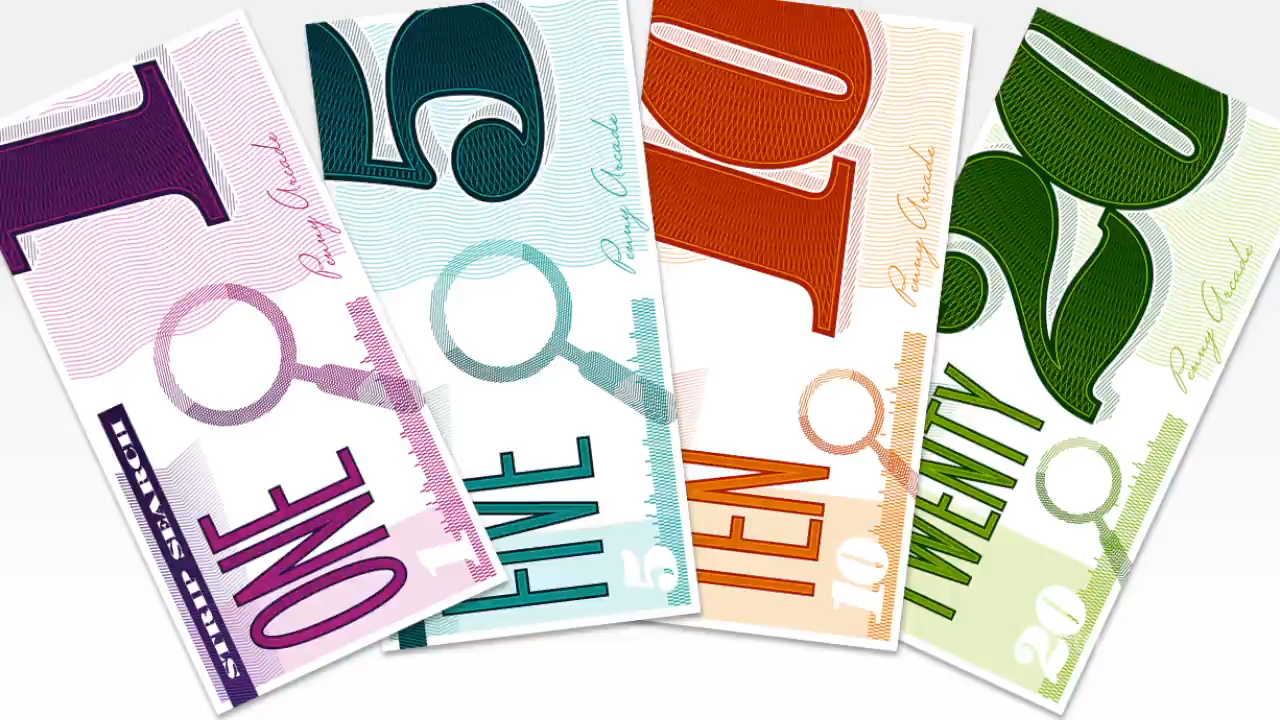 1
Penny Arcade
ONE
1
STRIP SEARCH
5
Penny Arcade
FIVE
5
10
Penny Arcade
TEN
10
20
Penny Arcade
TWENTY
20